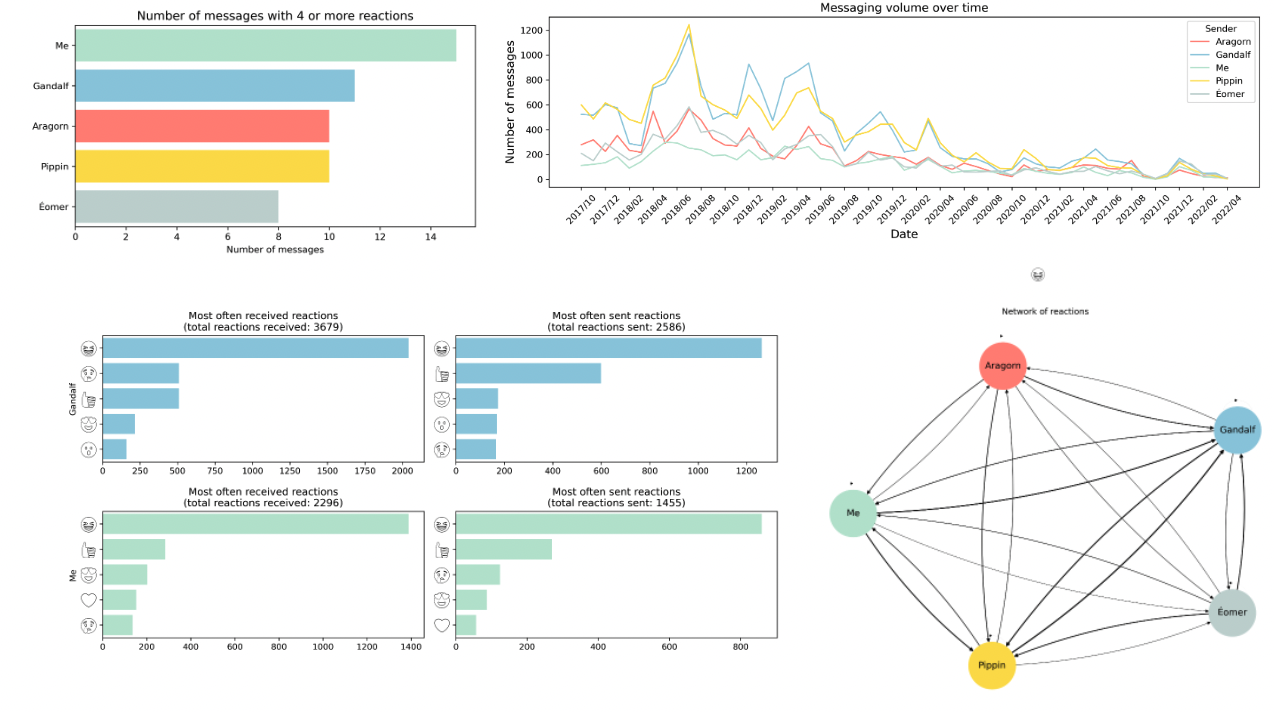 Number of messages with 4 or more reactions
Me
Gandalf
Aragorn
Pippin
Éomer
0 2 4 6 8 10 12 14
Number of messages
Messaging volume over time
Number of messages
1200
1000
800
600
400
200
0
Sender
Aragorn
Gandalf
Me
Pippin
Éomer
2017/10 2017/12 2018/02 2018/04 2018/06 2018/08 2018/10 2018/12 2019/02 2019/04 2019/06 2019/08 2019/10 2019/12 2020/02 2020/04 2020/06 2020/08 2020/10 2020/12 2021/02 2021/04 2021/06 2021/08 2021/10 2021/12 2022/02 2022/04
Date
Most often received reactions
(total reactions received: 3679)
Gandalf
0 250 500 750 1000 1250 1500 1750 2000
Most often sent reactions
(total reactions sent: 2586)
0 200 400 600 800 1000 1200
Most often received reactions
(total reactions received: 2296)
Me
0 200 400 600 800 1000 1200 1400
Most often sent reactions
(total reactions sent: 1455)
0 200 400 600 800
Network of reactions
Aragorn
Gandalf
Me
Éomer
Pippin